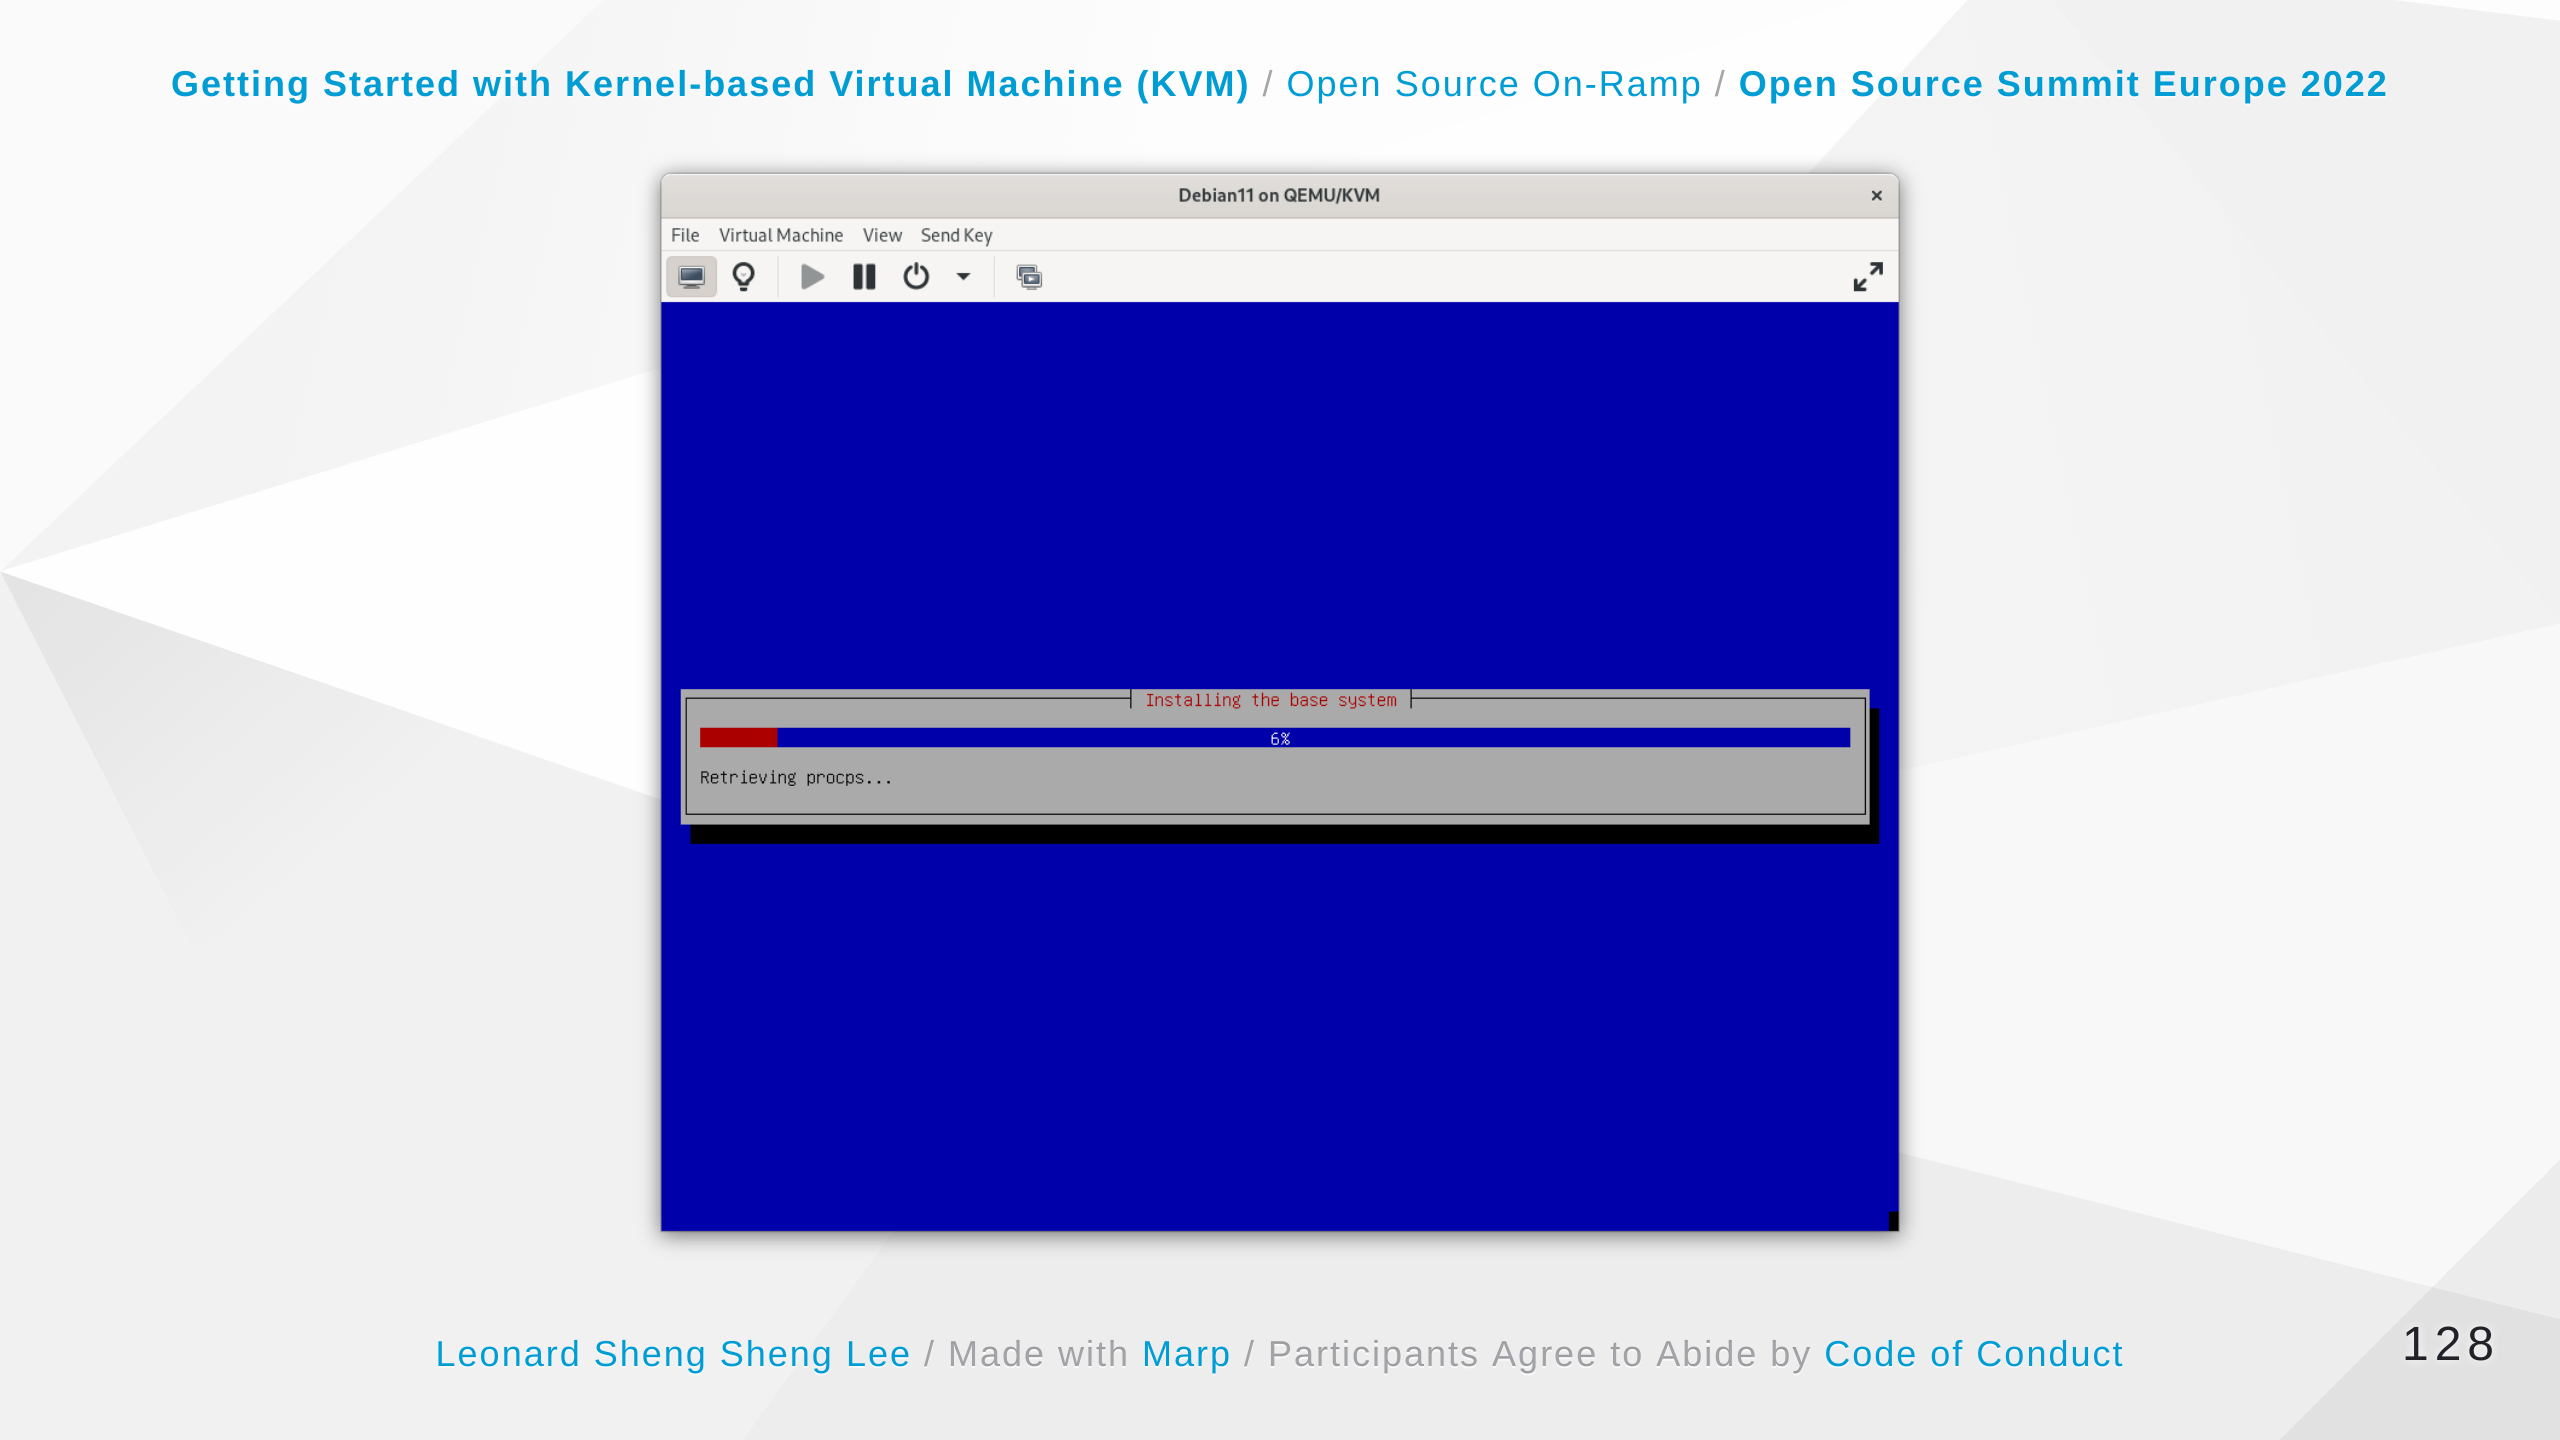 Getting Started with Kernel-based Virtual Machine (KVM) / Open Source On-Ramp / Open Source Summit Europe 2022
Debian11 on QEMU/KVM
File Virtual Machine View Send Key
Installing the base system
6%
Retrieving procps...
Leonard Sheng Sheng Lee / Made with Marp / Participants Agree to Abide by Code of Conduct
128